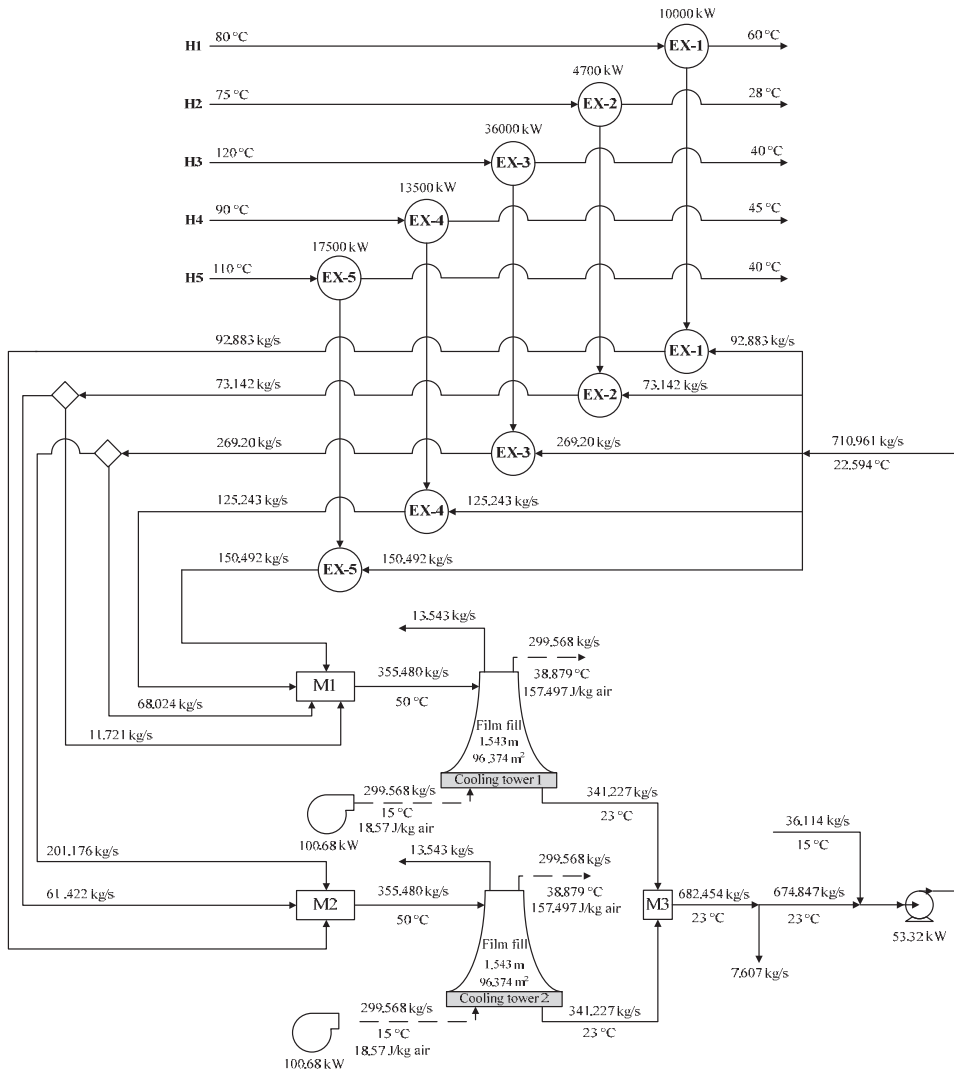 10000 kW
H1 80 °C EX-1 60 °C
4700 kW
H2 75 °C EX-2 28 °C
36000 kW
H3 120 °C EX-3 40 °C
13500 kW
H4 90 °C EX-4 45 °C
17500 kW
H5 110 °C EX-5 40 °C
92.883 kg/s EX-1 92.883 kg/s
73.142 kg/s EX-2 73.142 kg/s
269.20 kg/s EX-3 269.20 kg/s 710.961 kg/s
22.594 °C
125.243 kg/s EX-4 125.243 kg/s
150.492 kg/s EX-5 150.492 kg/s
13.543 kg/s
299.568 kg/s
M1 355.480 kg/s 38.879 °C
50 °C 157.497 J/kg air
68.024 kg/s
11.721 kg/s
Film fill
1.543 m
96.374 m²
Cooling tower 1
299.568 kg/s
15 °C
18.57 J/kg air
100.68 kW
341.227 kg/s
23 °C
36.114 kg/s
15 °C
201.176 kg/s
13.543 kg/s
299.568 kg/s
61.422 kg/s M2 355.480 kg/s 38.879 °C
50 °C 157.497 J/kg air
M3 682.454 kg/s 674.847 kg/s
23 °C 23 °C
53.32 kW
7.607 kg/s
Film fill
1.543 m
96.374 m²
Cooling tower 2
299.568 kg/s
15 °C
18.57 J/kg air
100.68 kW
341.227 kg/s
23 °C